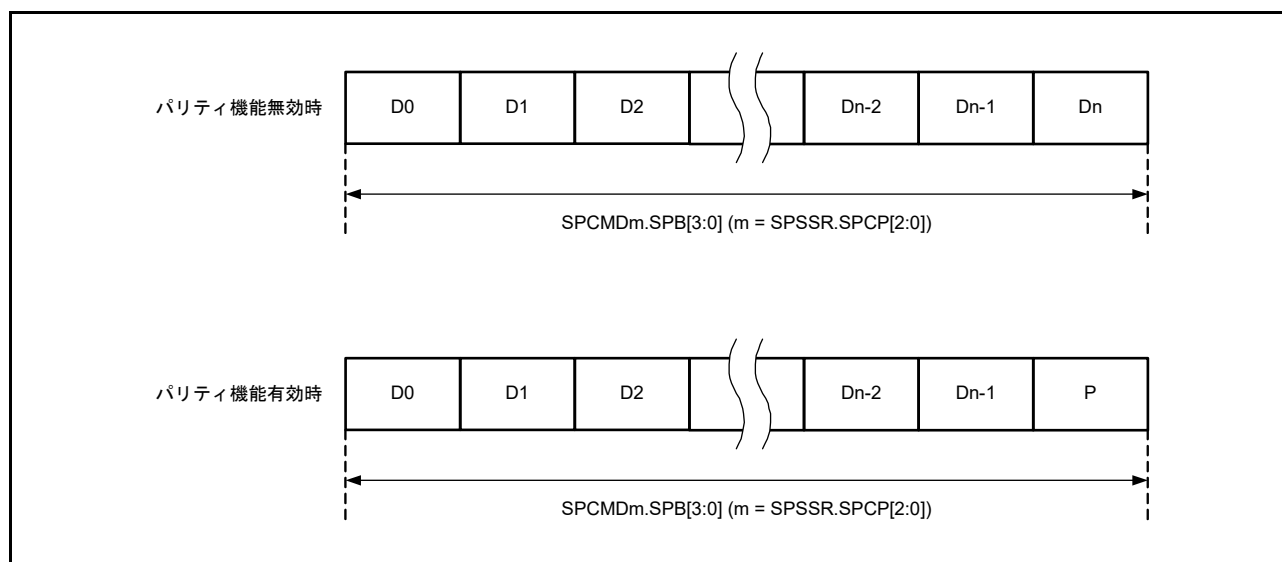 パリティ機能無効時 D0 D1 D2 Dn-2 Dn-1 Dn
SPCMDm.SPB[3:0] (m = SPSSR.SPCP[2:0])
パリティ機能有効時 D0 D1 D2 Dn-2 Dn-1 P
SPCMDm.SPB[3:0] (m = SPSSR.SPCP[2:0])